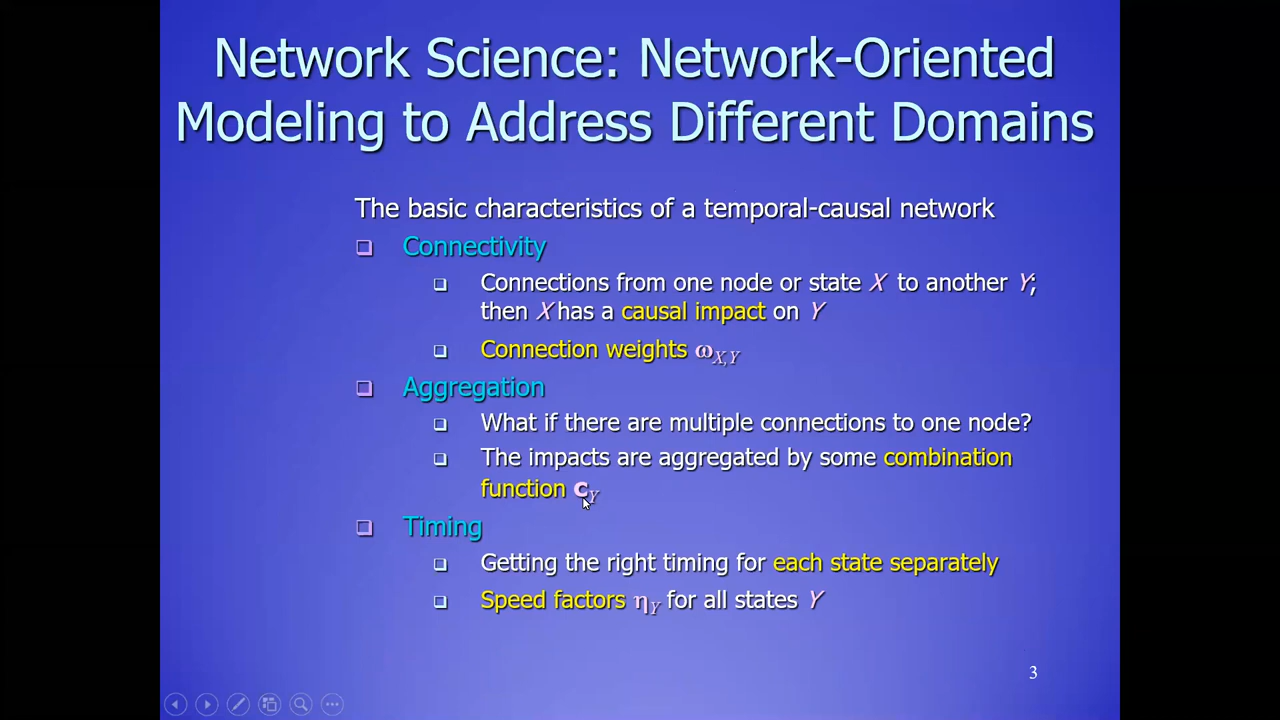 Network Science: Network-Oriented
Modeling to Address Different Domains
The basic characteristics of a temporal-causal network
Connectivity
Connections from one node or state X to another Y;
then X has a causal impact on Y
Connection weights ω_X,Y
Aggregation
What if there are multiple connections to one node?
The impacts are aggregated by some combination
function c_Y
Timing
Getting the right timing for each state separately
Speed factors η_Y for all states Y
3